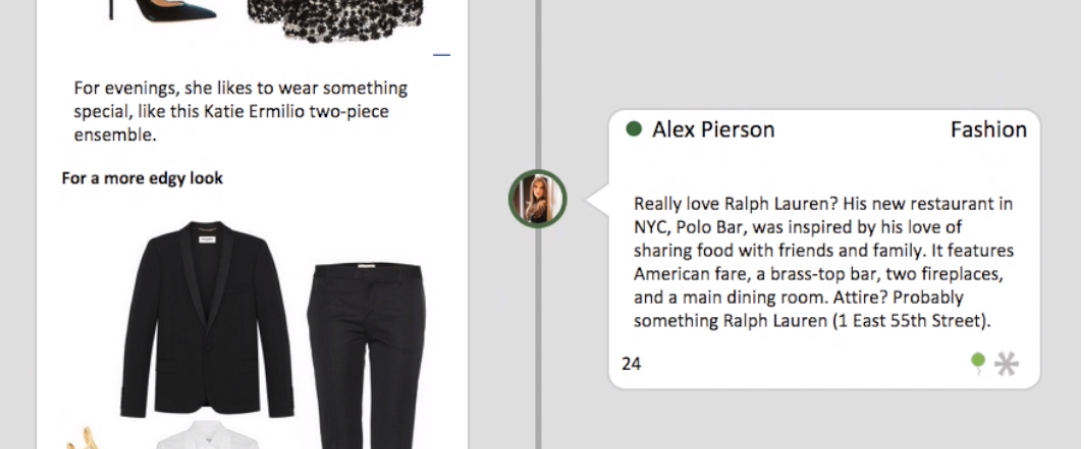 For evenings, she likes to wear something
special, like this Katie Ermilio two-piece
ensemble.
For a more edgy look
Alex Pierson
Fashion
Really love Ralph Lauren? His new restaurant in
NYC, Polo Bar, was inspired by his love of
sharing food with friends and family. It features
American fare, a brass-top bar, two fireplaces,
and a main dining room. Attire? Probably
something Ralph Lauren (1 East 55th Street).
24